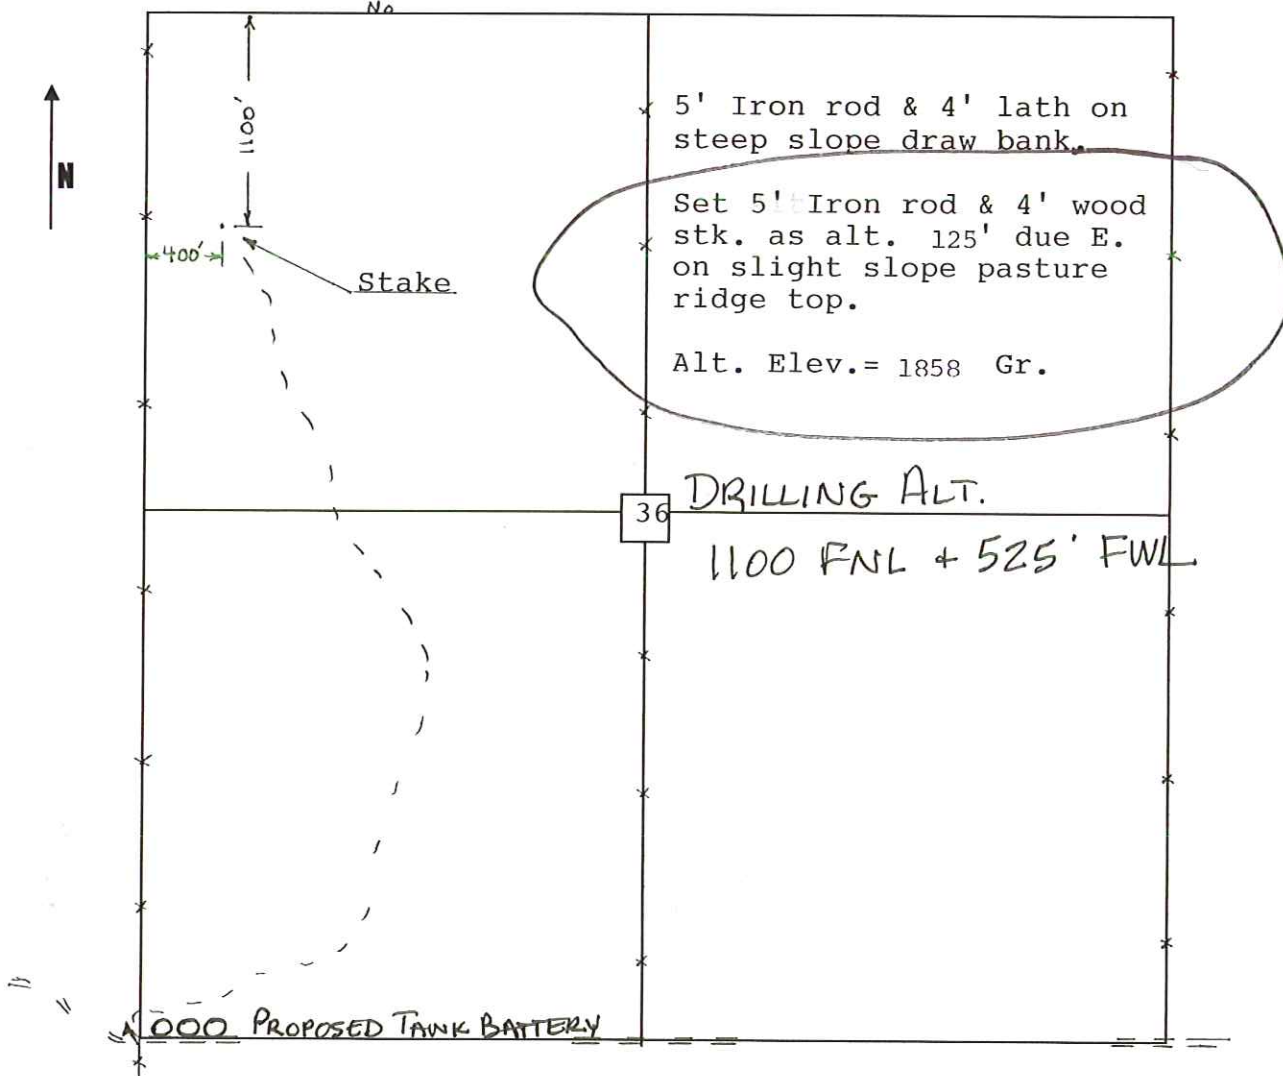 No
1100'
N
400'
Stake
5' Iron rod & 4' lath on
steep slope draw bank.
Set 5' Iron rod & 4' wood
stk. as alt. 125' due E.
on slight slope pasture
ridge top.
Alt. Elev.= 1858 Gr.
36
DRILLING ALT.
1100 FNL & 525' FWL
000 PROPOSED TANK BATTERY